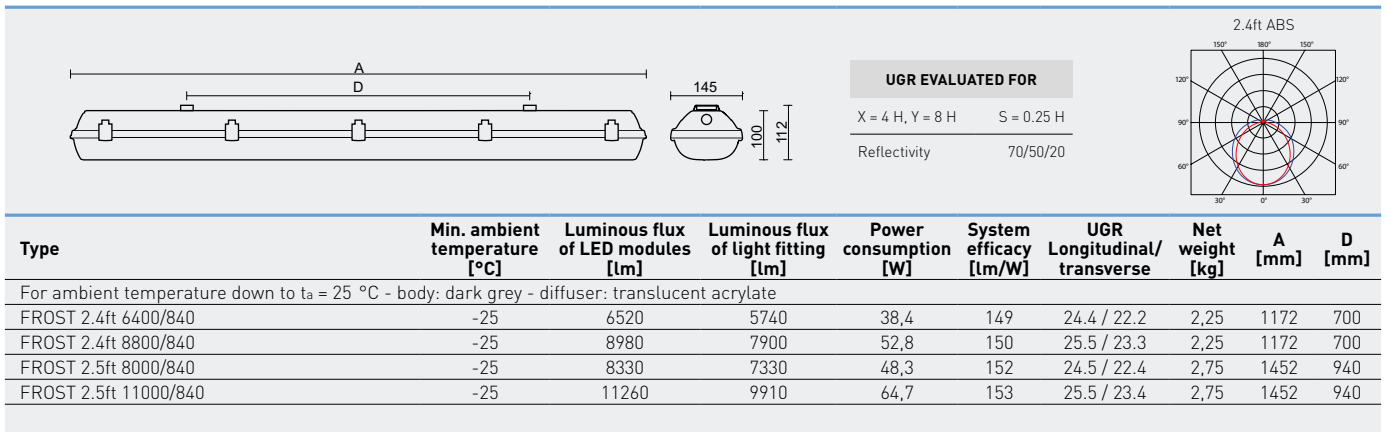 2.4ft ABS
A
D
145
100
112
UGR EVALUATED FOR
X = 4 H, Y = 8 H S = 0.25 H
Reflectivity 70/50/20
150° 180° 150°
120° 120°
90° 90°
60° 60°
30° 0° 30°
Type Min. ambient temperature [°C] Luminous flux of LED modules [lm] Luminous flux of light fitting [lm] Power consumption [W] System efficacy [lm/W] UGR Longitudinal/ transverse Net weight [kg] A [mm] D [mm]
For ambient temperature down to ta = 25 °C - body: dark grey - diffuser: translucent acrylate
FROST 2.4ft 6400/840 -25 6520 5740 38,4 149 24.4 / 22.2 2,25 1172 700
FROST 2.4ft 8800/840 -25 8980 7900 52,8 150 25.5 / 23.3 2,25 1172 700
FROST 2.5ft 8000/840 -25 8330 7330 48,3 152 24.5 / 22.4 2,75 1452 940
FROST 2.5ft 11000/840 -25 11260 9910 64,7 153 25.5 / 23.4 2,75 1452 940